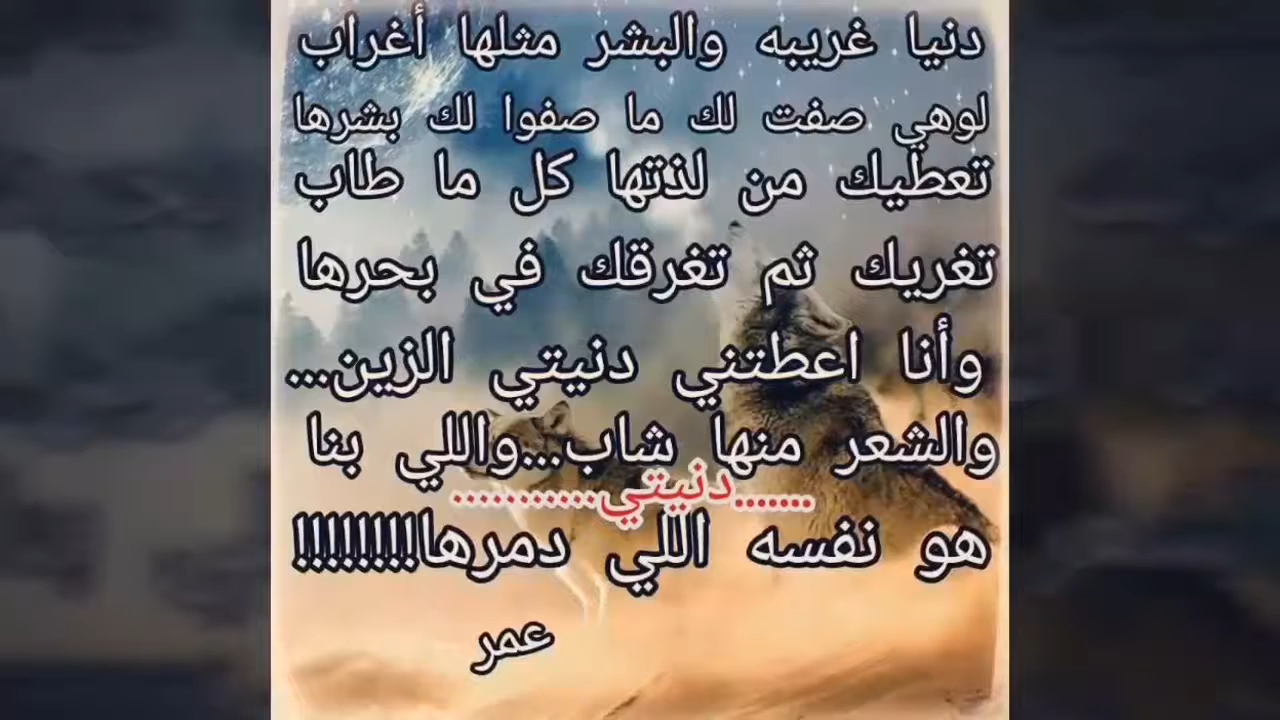 دنيا غريبه والبشر مثلها أغراب
لوهي صفت لك ما صفوا لك بشرها
تعطيك من لذتها كل ما طاب
تغريك ثم تغرقك في بحرها
وأنا اعطتني دنيتي الزين...
والشعر منها شاب...واللي بنا
.......دنيتي...........
هو نفسه اللي دمرها!!!!!!!!!
عمر